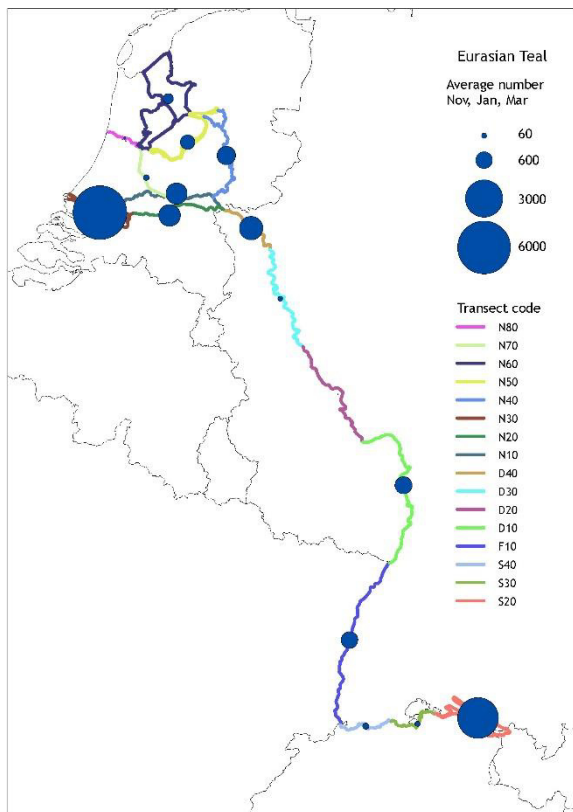 Eurasian Teal
Average number
Nov, Jan, Mar
60
600
3000
6000
Transect code
N80
N70
N60
N50
N40
N30
N20
N10
D40
D30
D20
D10
F10
S40
S30
S20